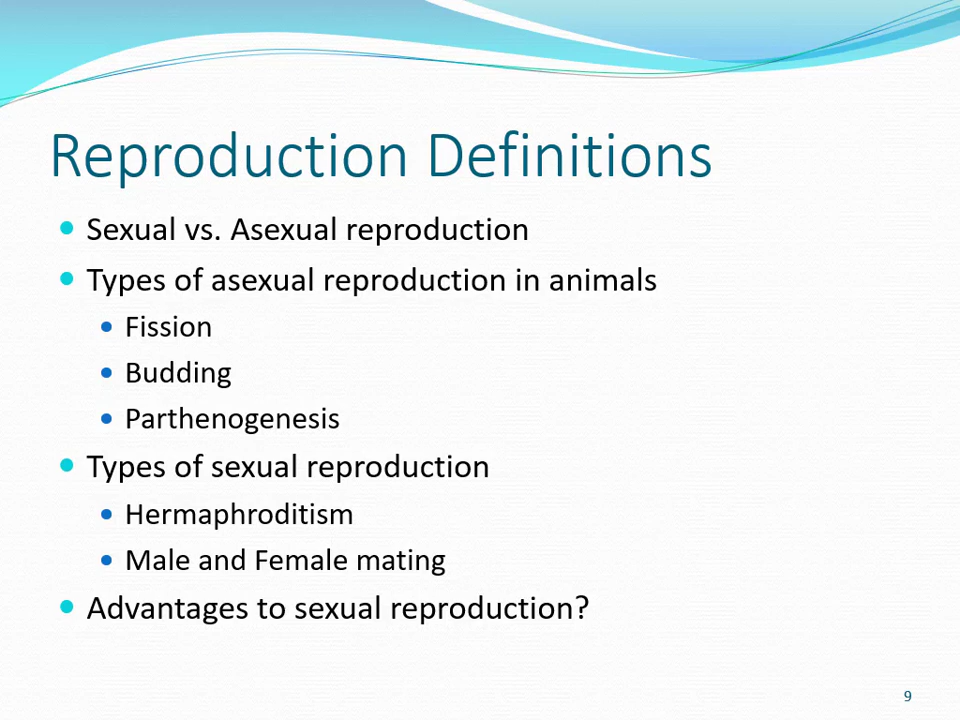 Reproduction Definitions
Sexual vs. Asexual reproduction
Types of asexual reproduction in animals
Fission
Budding
Parthenogenesis
Types of sexual reproduction
Hermaphroditism
Male and Female mating
Advantages to sexual reproduction?
9